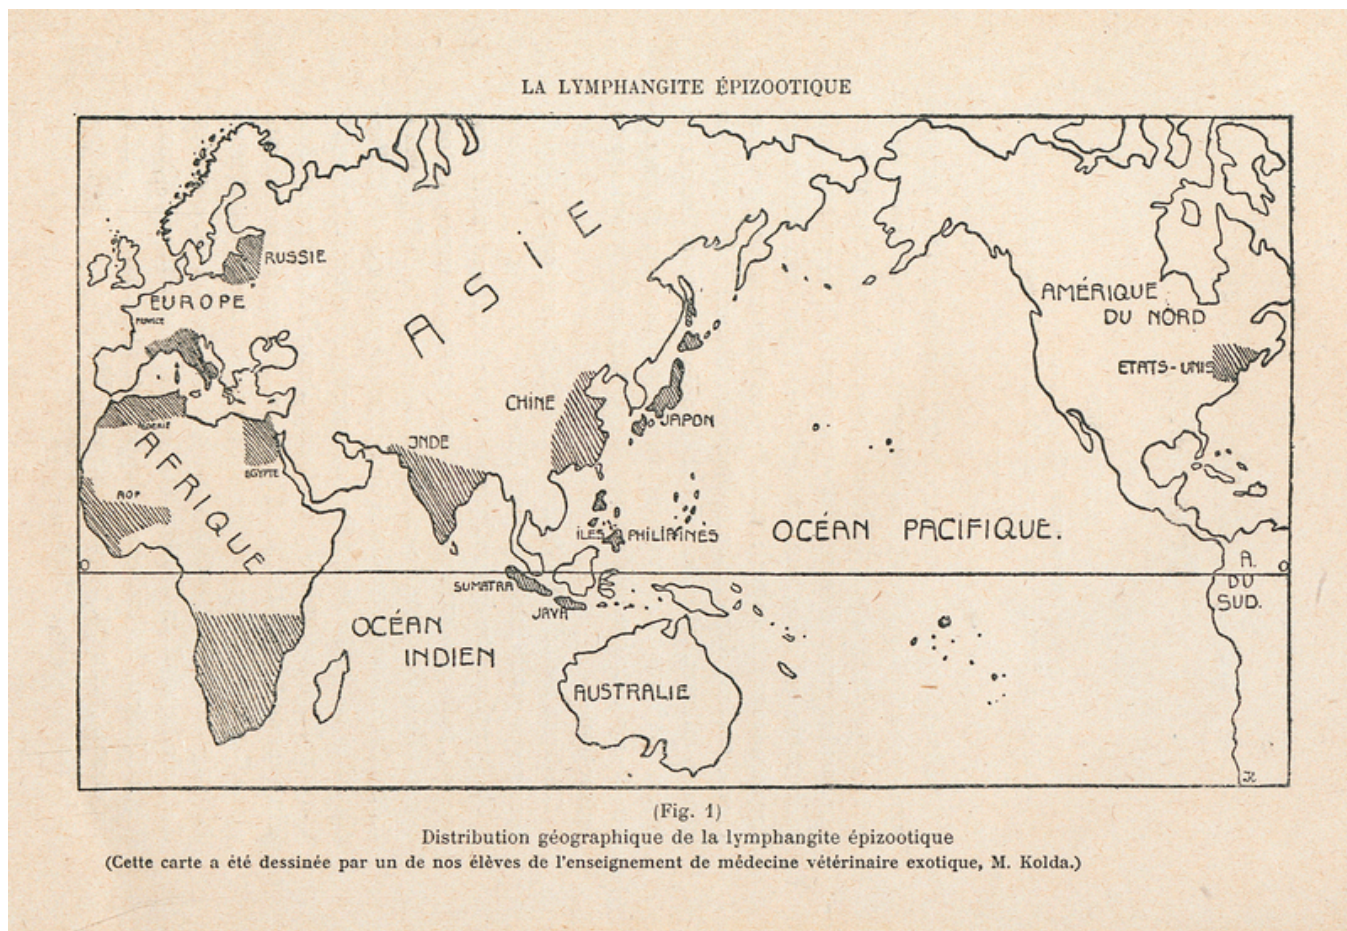 LA LYMPHANGITE ÉPIZOOTIQUE
RUSSIE
EUROPE
FRANCE
ASiE
AMÉRIQUE
DU NORD
ETATS-UNIS
CHiNE
JAPON
ALGERIE
JNDE
AFRIQUE
EGYPTE
AOF
iLES PHILIPINES
OCÉAN PACIFIQUE.
O
O
A.
DU
SUD.
SUMATRA
JAVA
OCÉAN
INDIEN
AUSTRALIE
(Fig. 1)
Distribution géographique de la lymphangite épizootique
(Cette carte a été dessinée par un de nos élèves de l'enseignement de médecine vétérinaire exotique, M. Kolda.)